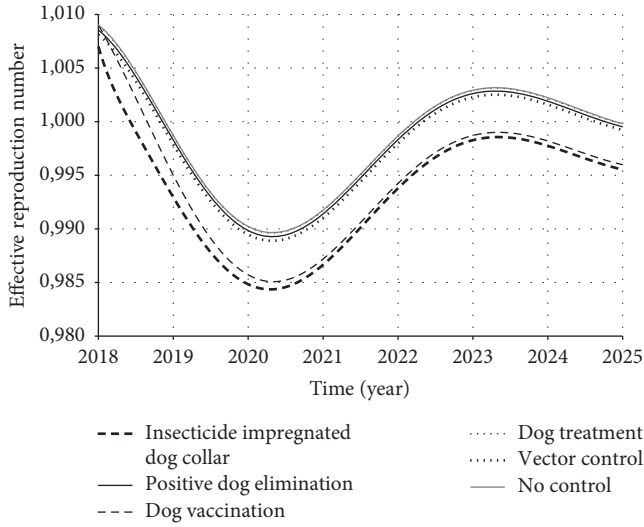 Effective reproduction number
1,010
1,005
1,000
0,995
0,990
0,985
0,980
2018 2019 2020 2021 2022 2023 2024 2025
Time (year)
Insecticide impregnated
dog collar
Positive dog elimination
Dog vaccination
Dog treatment
Vector control
No control